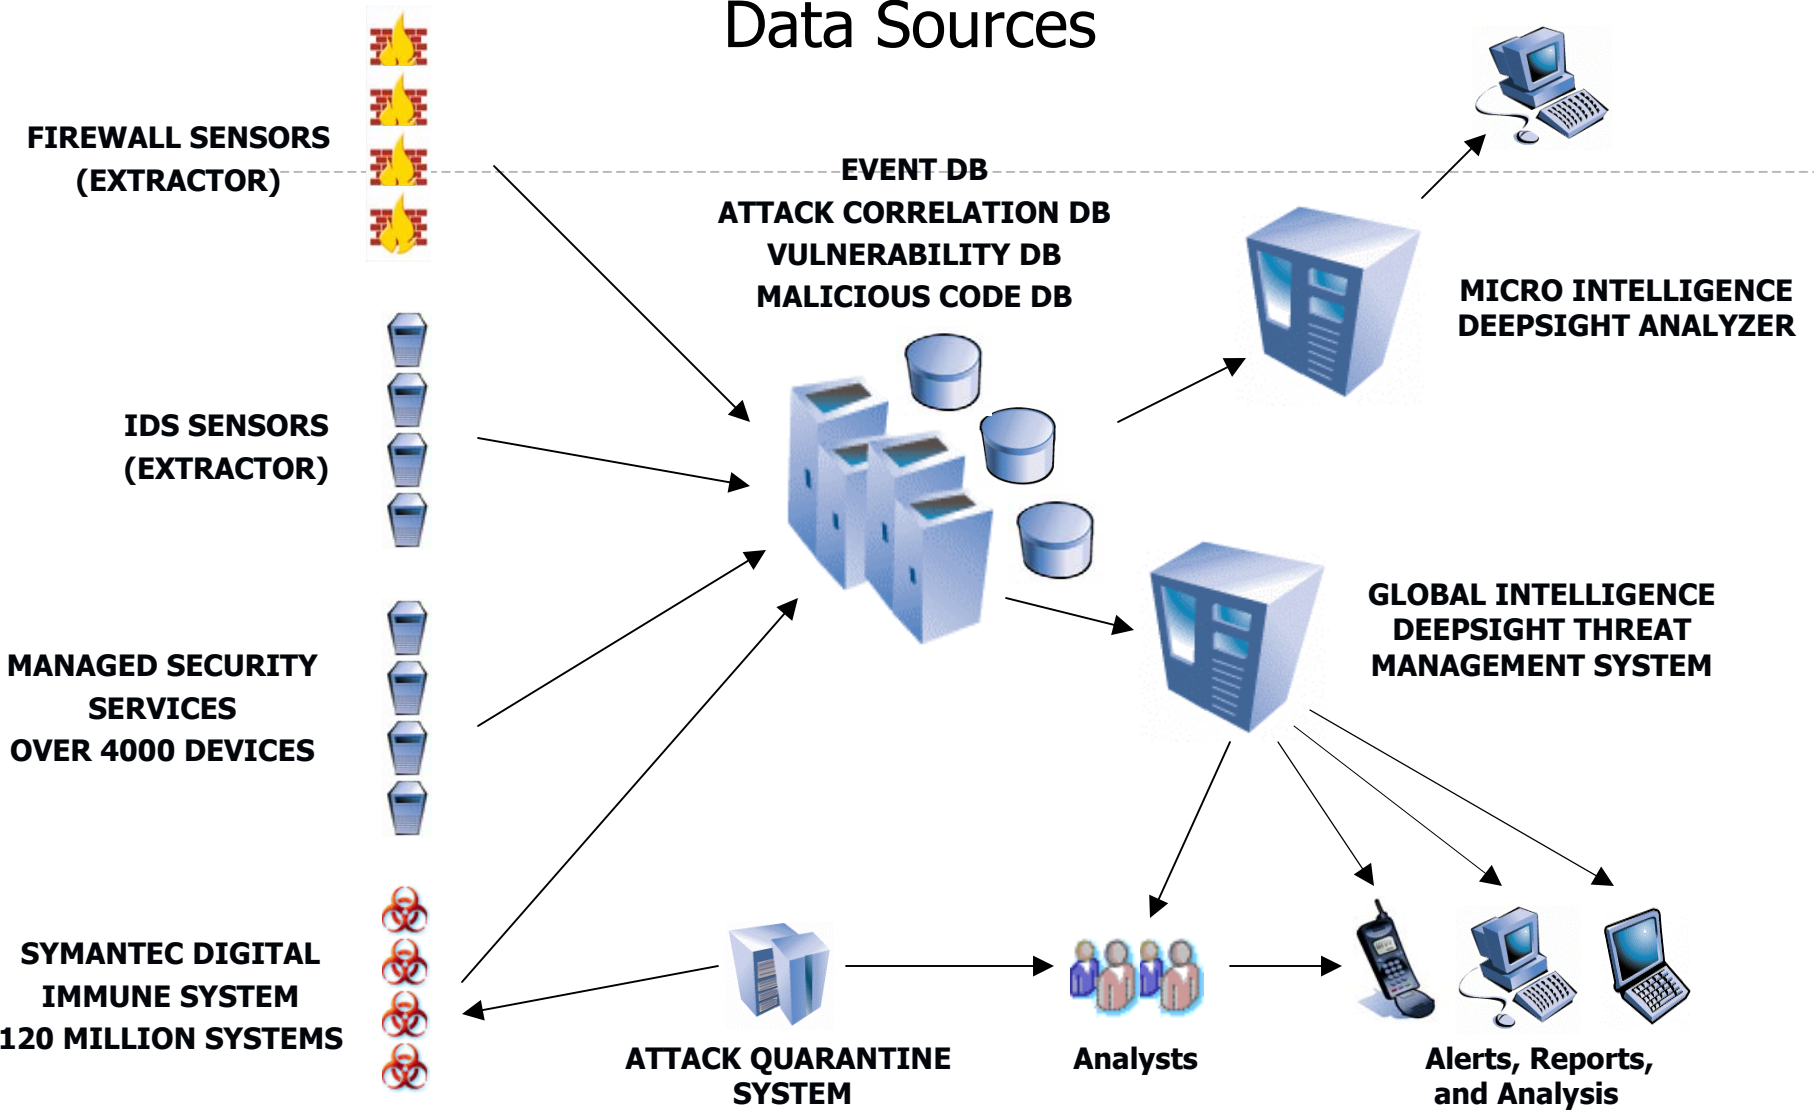 Data Sources
FIREWALL SENSORS
(EXTRACTOR)
EVENT DB
ATTACK CORRELATION DB
VULNERABILITY DB
MALICIOUS CODE DB
MICRO INTELLIGENCE
DEEPSIGHT ANALYZER
IDS SENSORS
(EXTRACTOR)
GLOBAL INTELLIGENCE
DEEPSIGHT THREAT
MANAGEMENT SYSTEM
MANAGED SECURITY
SERVICES
OVER 4000 DEVICES
SYMANTEC DIGITAL
IMMUNE SYSTEM
120 MILLION SYSTEMS
ATTACK QUARANTINE
SYSTEM
Analysts
Alerts, Reports,
and Analysis